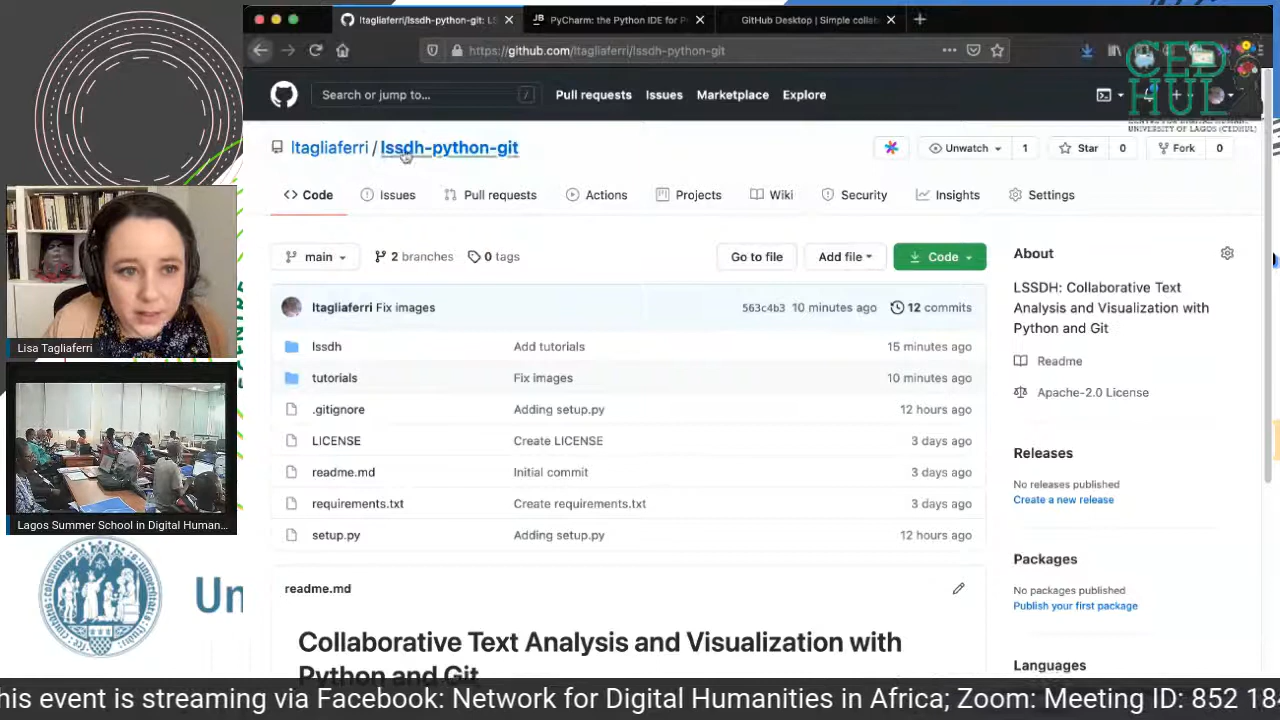 ltagliaferri/lssdh-python-git: LS
PyCharm: the Python IDE for P
GitHub Desktop | Simple collab
https://github.com/ltagliaferri/lssdh-python-git
CEDHUL
UNIVERSITY OF LAGOS (CEDHUL)
Search or jump to...
/
Pull requests
Issues
Marketplace
Explore
ltagliaferri / lssdh-python-git
Unwatch
1
Star
0
Fork
0
Code
Issues
Pull requests
Actions
Projects
Wiki
Security
Insights
Settings
main
2 branches
0 tags
Go to file
Add file
Code
ltagliaferri Fix images
563c4b3 10 minutes ago
12 commits
lssdh Add tutorials 15 minutes ago
tutorials Fix images 10 minutes ago
.gitignore Adding setup.py 12 hours ago
LICENSE Create LICENSE 3 days ago
readme.md Initial commit 3 days ago
requirements.txt Create requirements.txt 3 days ago
setup.py Adding setup.py 12 hours ago
readme.md
Collaborative Text Analysis and Visualization with
Python and Git
About
LSSDH: Collaborative Text
Analysis and Visualization with
Python and Git
Readme
Apache-2.0 License
Releases
No releases published
Create a new release
Packages
No packages published
Publish your first package
Languages
Lisa Tagliaferri
Lagos Summer School in Digital Human...
Un
his event is streaming via Facebook: Network for Digital Humanities in Africa; Zoom: Meeting ID: 852 18